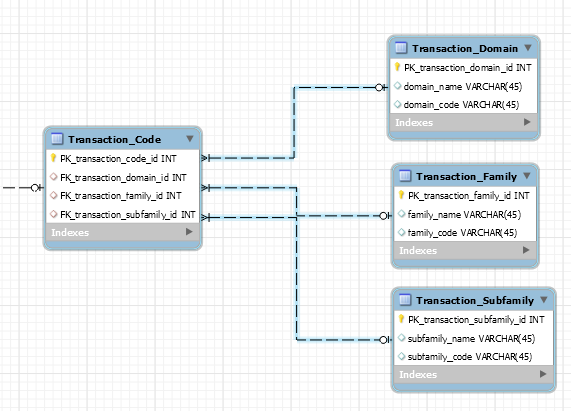 Transaction_Domain
PK_transaction_domain_id INT
domain_name VARCHAR(45)
domain_code VARCHAR(45)
Indexes
Transaction_Code
PK_transaction_code_id INT
FK_transaction_domain_id INT
FK_transaction_family_id INT
FK_transaction_subfamily_id INT
Indexes
Transaction_Family
PK_transaction_family_id INT
family_name VARCHAR(45)
family_code VARCHAR(45)
Indexes
Transaction_Subfamily
PK_transaction_subfamily_id INT
subfamily_name VARCHAR(45)
subfamily_code VARCHAR(45)
Indexes